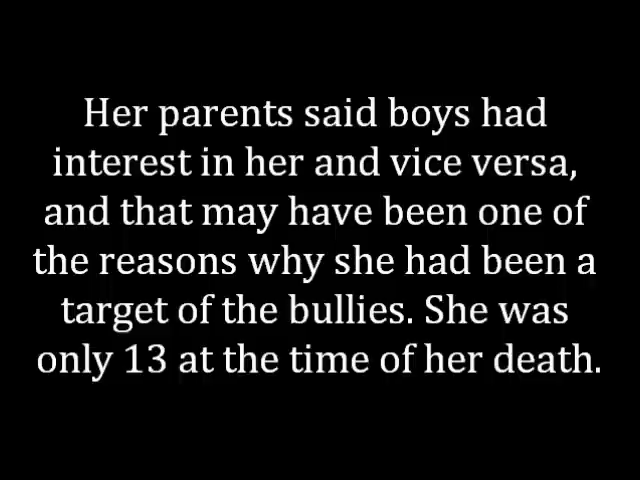 Her parents said boys had
interest in her and vice versa,
and that may have been one of
the reasons why she had been a
target of the bullies. She was
only 13 at the time of her death.